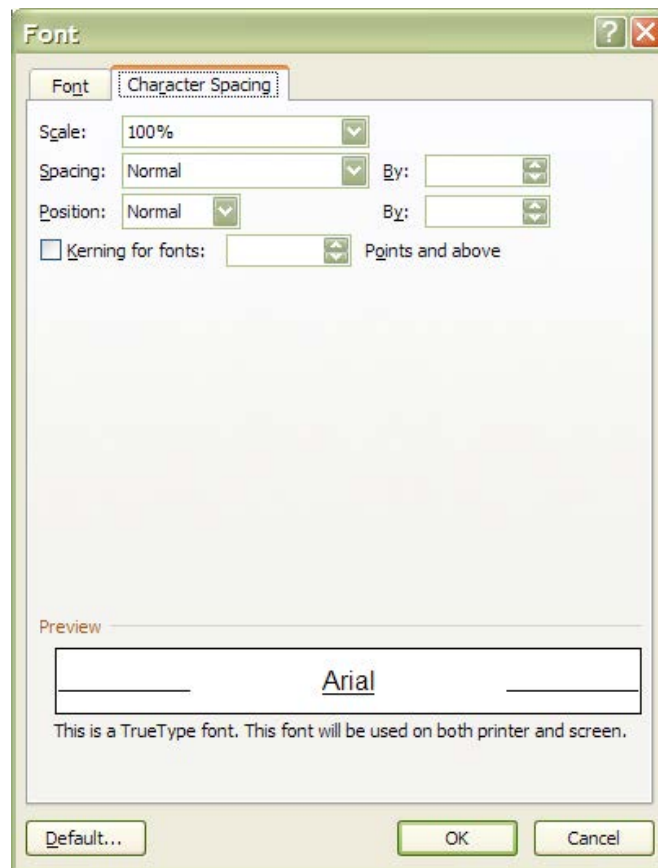 Font
Font Character Spacing
Scale: 100%
Spacing: Normal By:
Position: Normal By:
Kerning for fonts: Points and above
Preview
Arial
This is a TrueType font. This font will be used on both printer and screen.
Default... OK Cancel